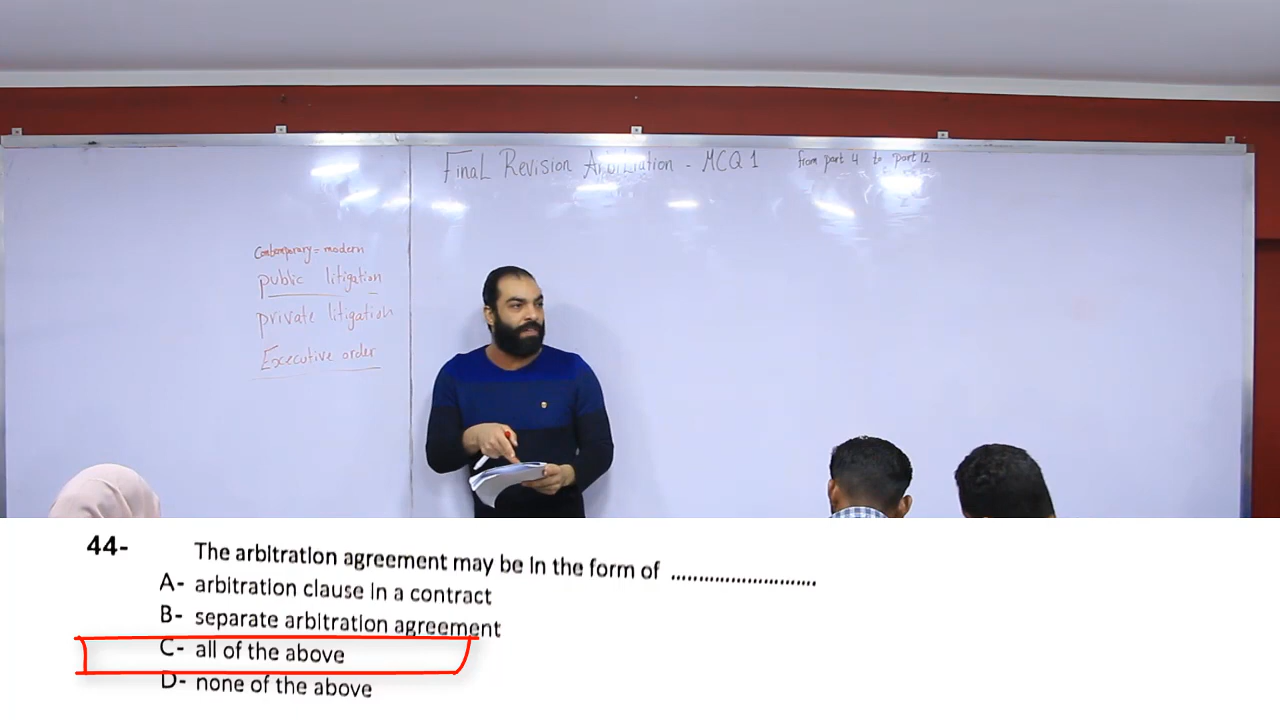 Final Revision Arbitration - MCQ 1 from part 4 to part 12
Contemporary = modern
public litigation
private litigation
Excecutive order
44- The arbitration agreement may be in the form of ............................
A- arbitration clause in a contract
B- separate arbitration agreement
C- all of the above
D- none of the above